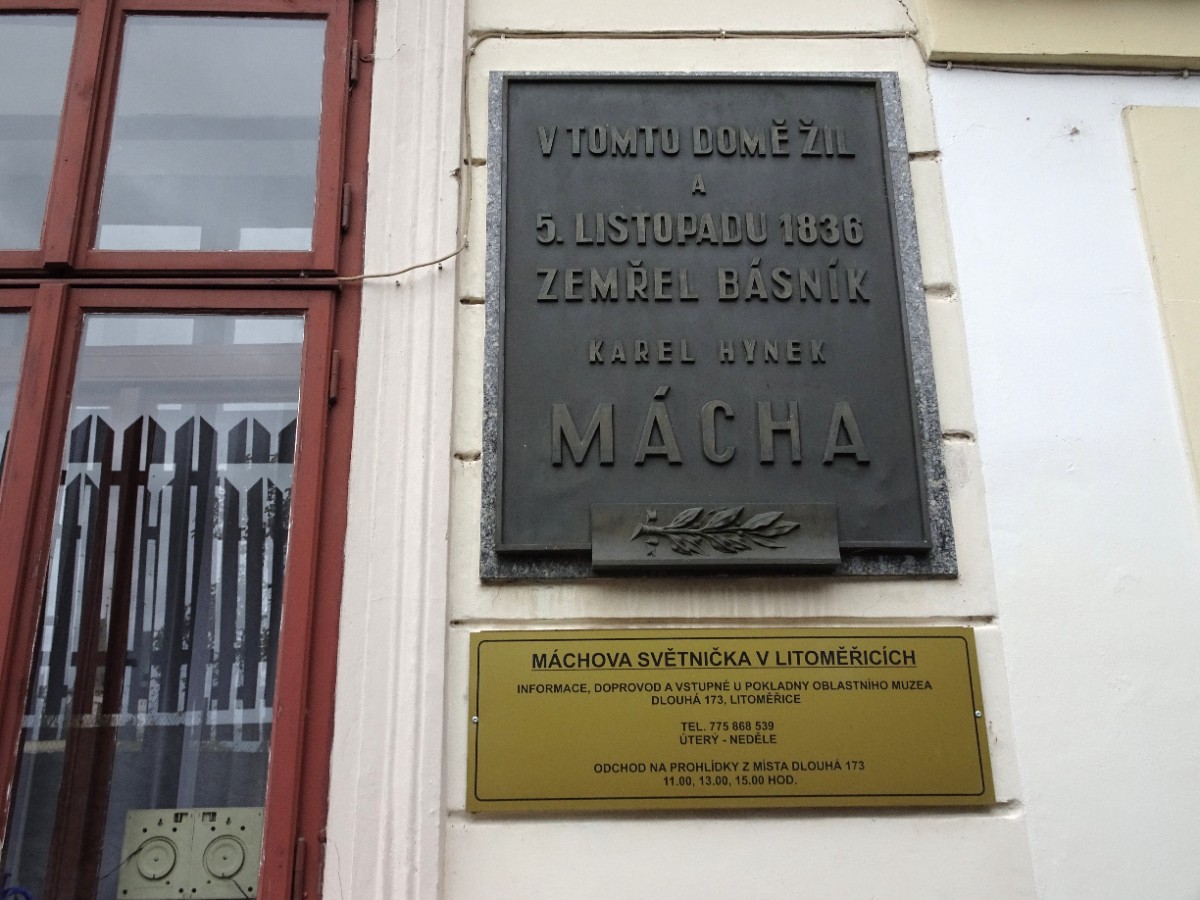 V TOMTO DOMĚ ŽIL
A
5. LISTOPADU 1836
ZEMŘEL BÁSNÍK
KAREL HYNEK
MÁCHA
MÁCHOVA SVĚTNIČKA V LITOMĚŘICÍCH
INFORMACE, DOPROVOD A VSTUPNÉ U POKLADNY OBLASTNÍHO MUZEA
DLOUHÁ 173, LITOMĚŘICE
TEL. 775 868 539
ÚTERÝ - NEDĚLE
ODCHOD NA PROHLÍDKY Z MÍSTA DLOUHÁ 173
11.00, 13.00, 15.00 HOD.